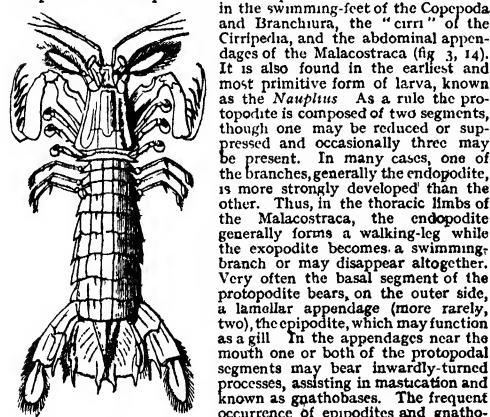 in the swimming-feet of the Copepoda
and Branchiura, the "cirri" of the
Cirripedia, and the abdominal appen-
dages of the Malacostraca (fig 3, 14).
It is also found in the earliest and
most primitive form of larva, known
as the Nauplius As a rule the pro-
topodite is composed of two segments,
though one may be reduced or sup-
pressed and occasionally three may
be present. In many cases, one of
the branches, generally the endopodite,
is more strongly developed than the
other. Thus, in the thoracic limbs of
the Malacostraca, the endopodite
generally forms a walking-leg while
the exopodite becomes a swimming-
branch or may disappear altogether.
Very often the basal segment of the
protopodite bears, on the outer side,
a lamellar appendage (more rarely,
two), the epipodite, which may function
as a gill In the appendages near the
mouth one or both of the protopodal
segments may bear inwardly-turned
processes, assisting in mastication and
known as gnathobases. The frequent
occurrence of epipodites and gnatho-